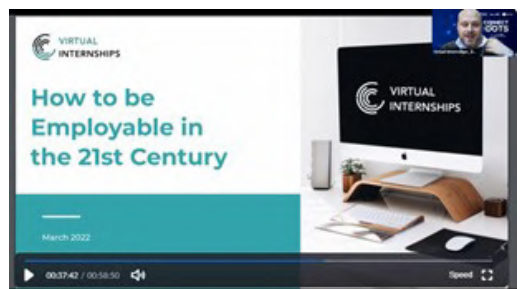 VIRTUAL
INTERNSHIPS
How to be
Employable in
the 21st Century
March 2022
VIRTUAL
INTERNSHIPS
00:37:42 / 00:58:50
Speed